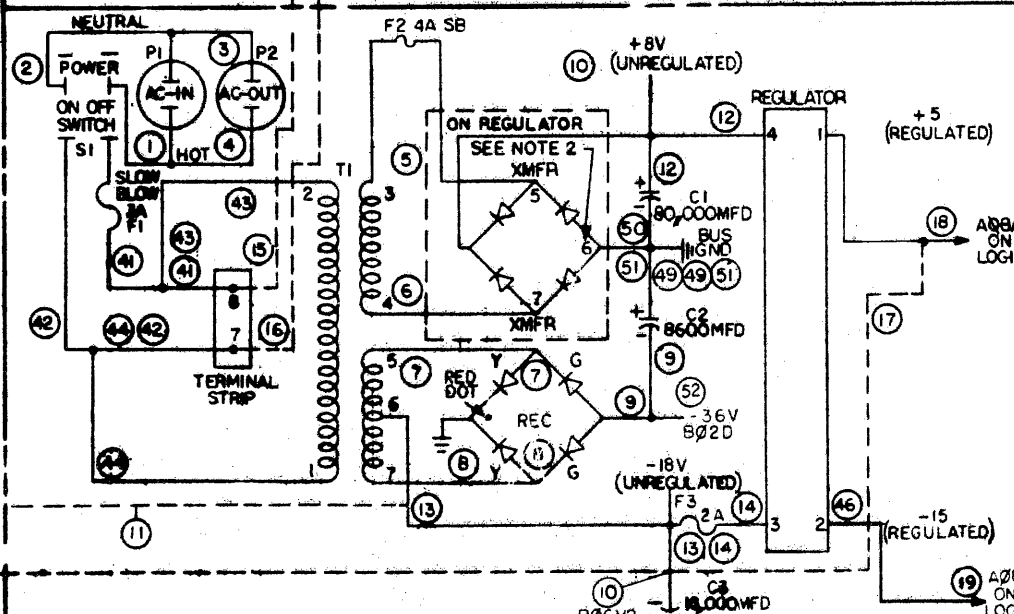 NEUTRAL
F2 4A SB
2
POWER
P1
3
P2
10
+8V
(UNREGULATED)
AC-IN
AC-OUT
ON OFF
SWITCH
S1
1
HOT
4
ON REGULATOR
SEE NOTE 2
XMFR
12
REGULATOR
4
1
+5
(REGULATED)
SLOW
BLOW
3A
F1
T1
2
3
5
5
12
+
C1
80,000MFD
43
43
41
41
15
50
6
BUS
GND
51
49
49
51
18
ON
4
6
7
XMFR
+
C2
8600MFD
17
8
42
44
42
7
16
TERMINAL
STRIP
5
7
Y
7
G
9
RED
DOT
6
REC
9
52
-36V
BØ2D
44
1
7
8
Y
G
-18V
(UNREGULATED)
F3
2A
14
3
2
46
-15
(REGULATED)
11
13
13
14
10
C3
18,000MFD
19
ON